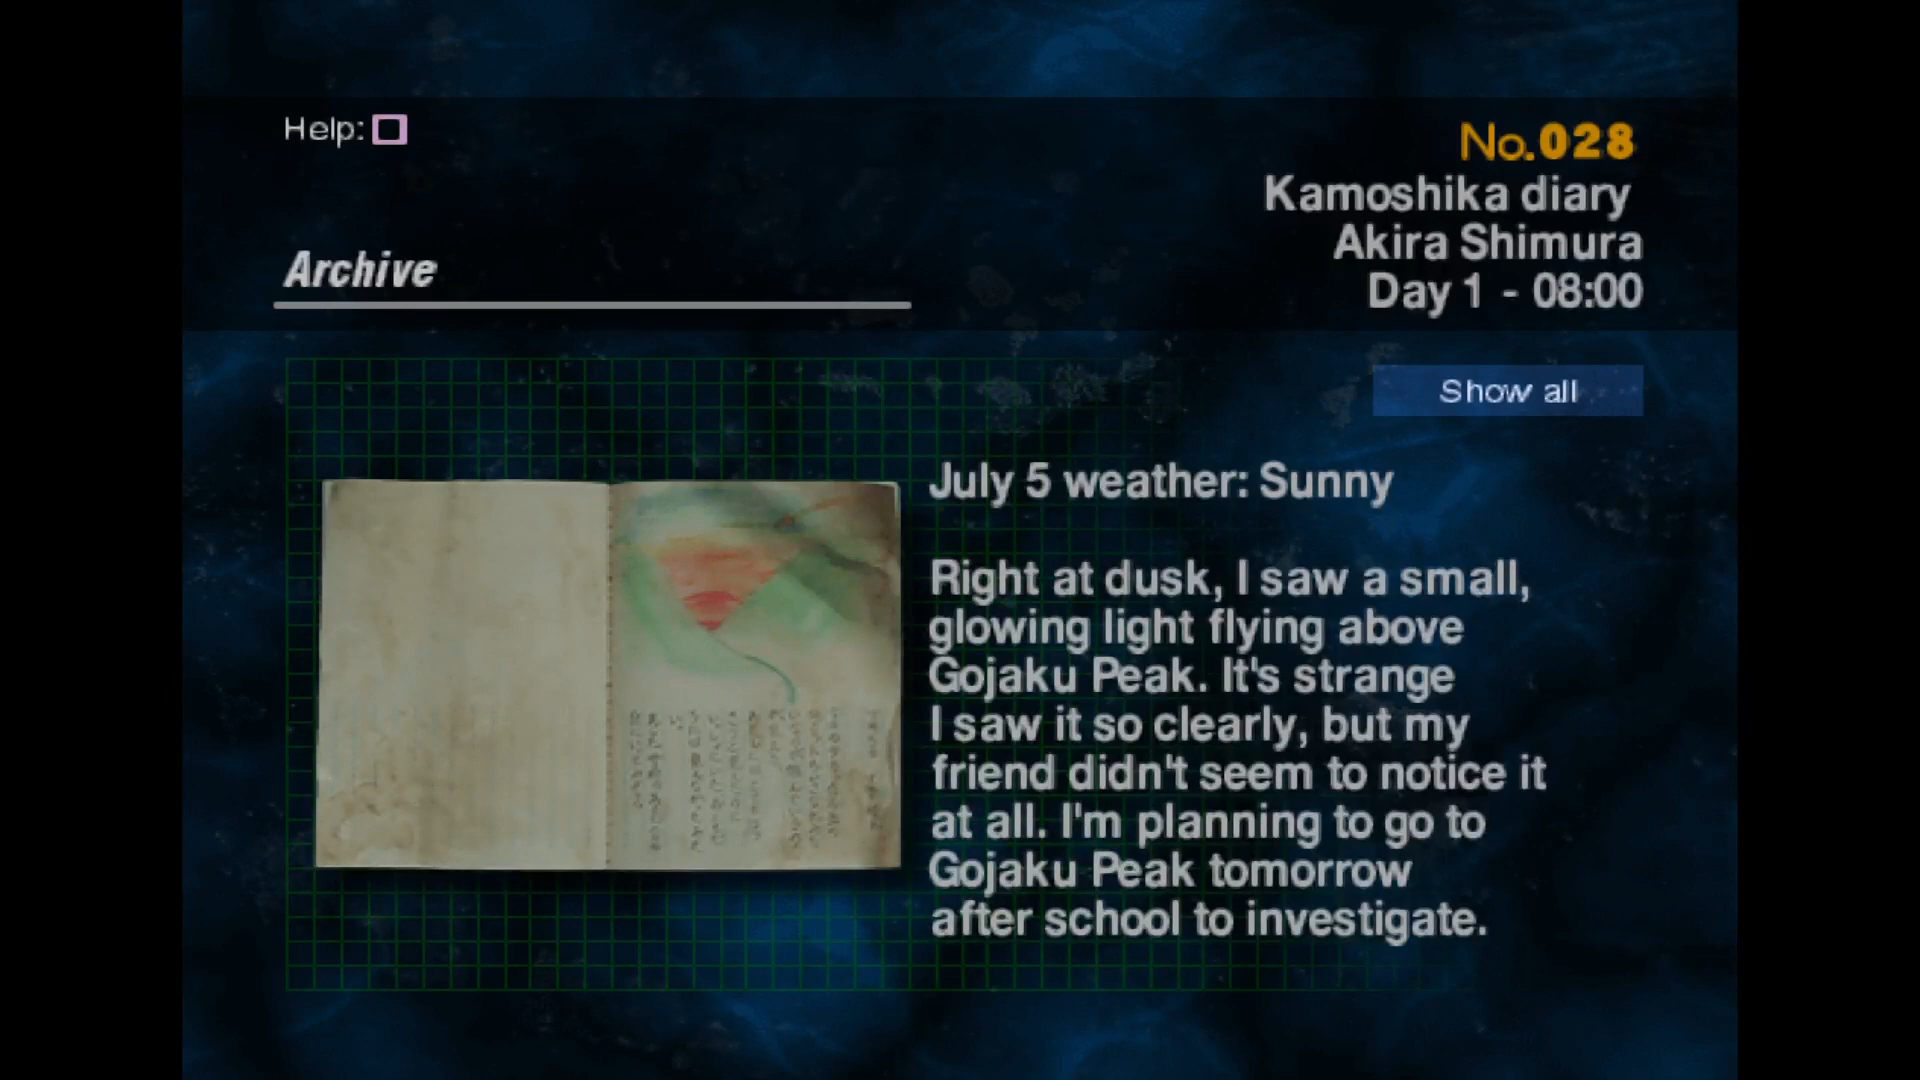 Help:
No.028
Kamoshika diary
Akira Shimura
Day 1 - 08:00
Archive
Show all
July 5 weather: Sunny
Right at dusk, I saw a small,
glowing light flying above
Gojaku Peak. It's strange
I saw it so clearly, but my
friend didn't seem to notice it
at all. I'm planning to go to
Gojaku Peak tomorrow
after school to investigate.